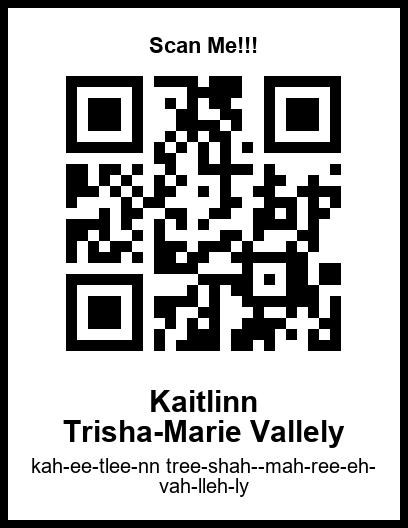 Scan Me!!!
Kaitlinn
Trisha-Marie Vallely
kah-ee-tlee-nn tree-shah--mah-ree-eh-
vah-lleh-ly